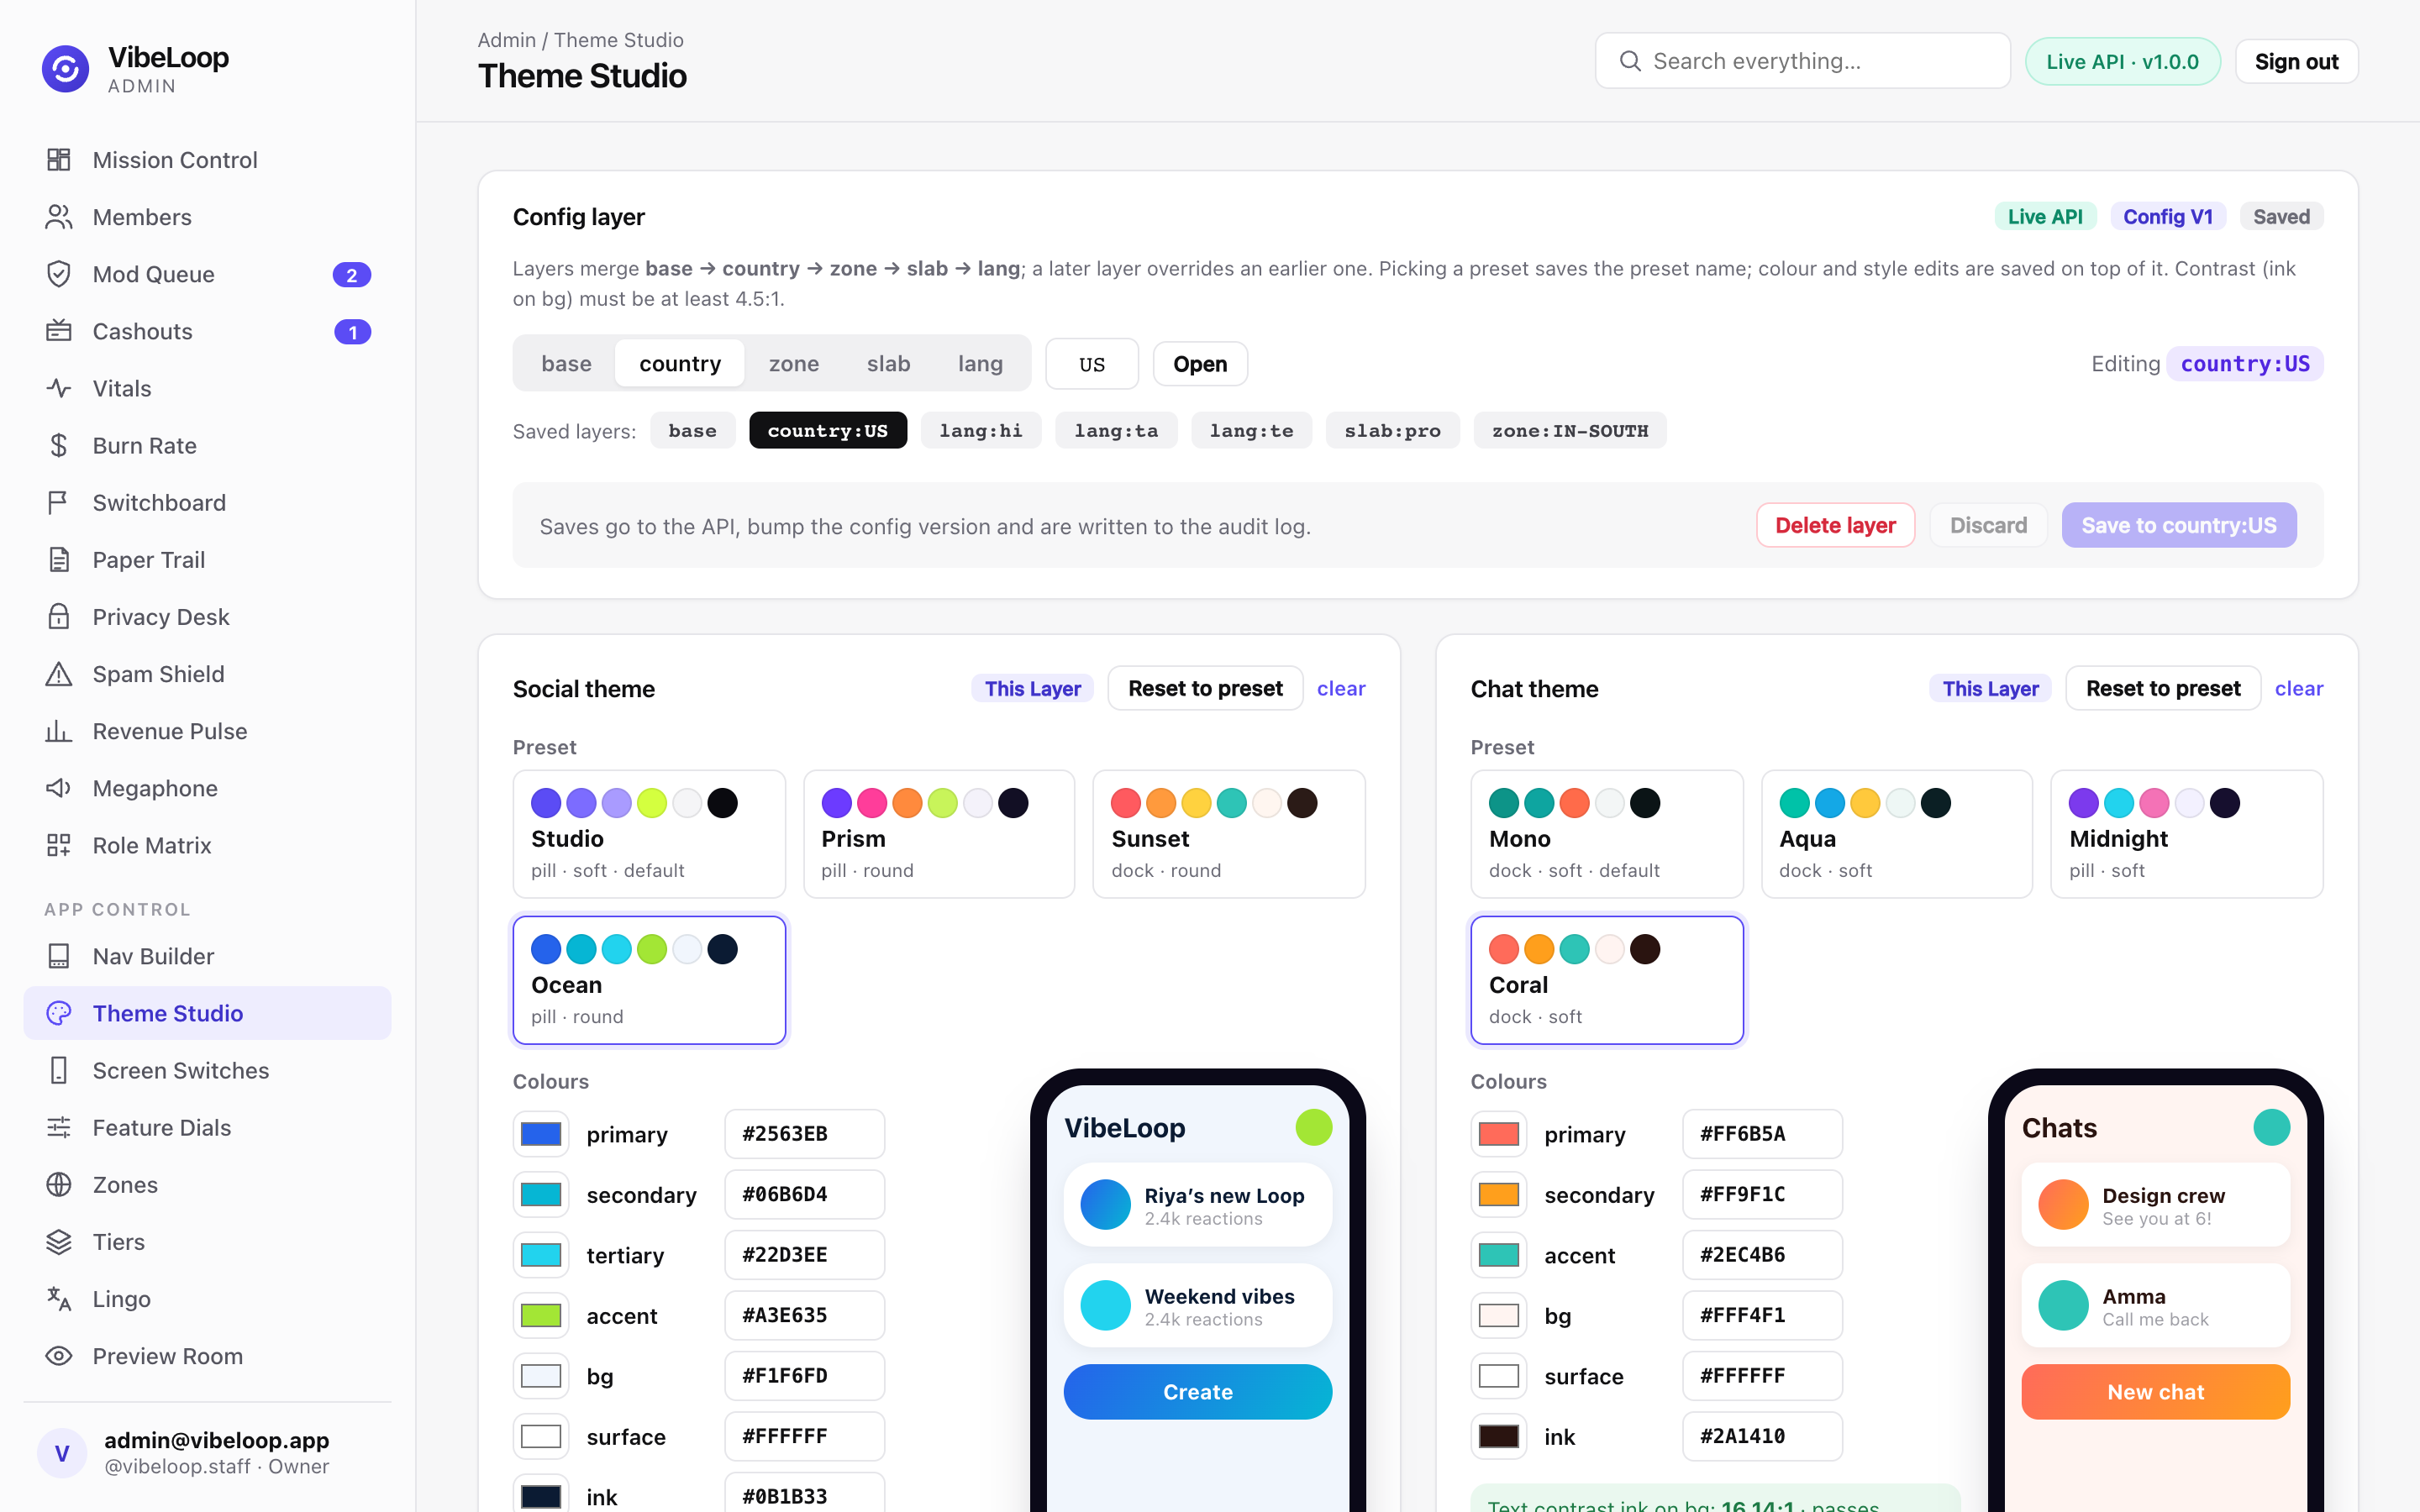 VibeLoop
ADMIN
Mission Control
Members
Mod Queue 2
Cashouts 1
Vitals
Burn Rate
Switchboard
Paper Trail
Privacy Desk
Spam Shield
Revenue Pulse
Megaphone
Role Matrix
APP CONTROL
Nav Builder
Theme Studio
Screen Switches
Feature Dials
Zones
Tiers
Lingo
Preview Room
V
admin@vibeloop.app
@vibeloop.staff · Owner
Admin / Theme Studio
Theme Studio
Search everything...
Live API · v1.0.0
Sign out
Config layer
Live API Config V1 Saved
Layers merge base → country → zone → slab → lang; a later layer overrides an earlier one. Picking a preset saves the preset name; colour and style edits are saved on top of it. Contrast (ink
on bg) must be at least 4.5:1.
base country zone slab lang US Open
Editing country:US
Saved layers: base country:US lang:hi lang:ta lang:te slab:pro zone:IN-SOUTH
Saves go to the API, bump the config version and are written to the audit log.
Delete layer Discard Save to country:US
Social theme
This Layer Reset to preset clear
Preset
Studio
pill · soft · default
Prism
pill · round
Sunset
dock · round
Ocean
pill · round
Colours
primary #2563EB
secondary #06B6D4
tertiary #22D3EE
accent #A3E635
bg #F1F6FD
surface #FFFFFF
ink #0B1B33
VibeLoop
Riya’s new Loop
2.4k reactions
Weekend vibes
2.4k reactions
Create
Chat theme
This Layer Reset to preset clear
Preset
Mono
dock · soft · default
Aqua
dock · soft
Midnight
pill · soft
Coral
dock · soft
Colours
primary #FF6B5A
secondary #FF9F1C
accent #2EC4B6
bg #FFF4F1
surface #FFFFFF
ink #2A1410
Text contrast ink on bg: 16.14:1 · passes
Chats
Design crew
See you at 6!
Amma
Call me back
New chat